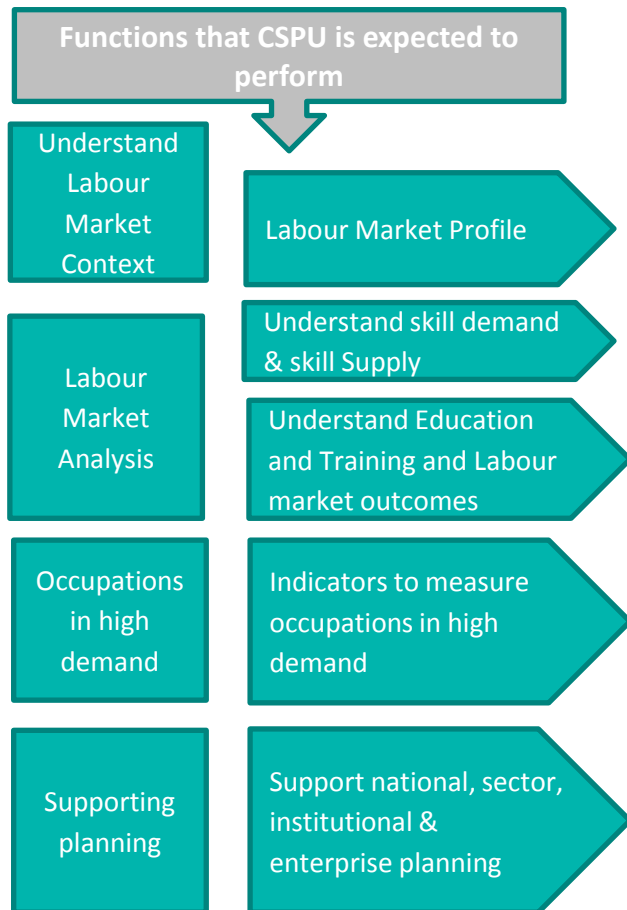 Functions that CSPU is expected to
perform
Understand
Labour
Market
Context
Labour Market Profile
Labour
Market
Analysis
Understand skill demand
& skill Supply
Understand Education
and Training and Labour
market outcomes
Occupations
in high
demand
Indicators to measure
occupations in high
demand
Supporting
planning
Support national, sector,
institutional &
enterprise planning